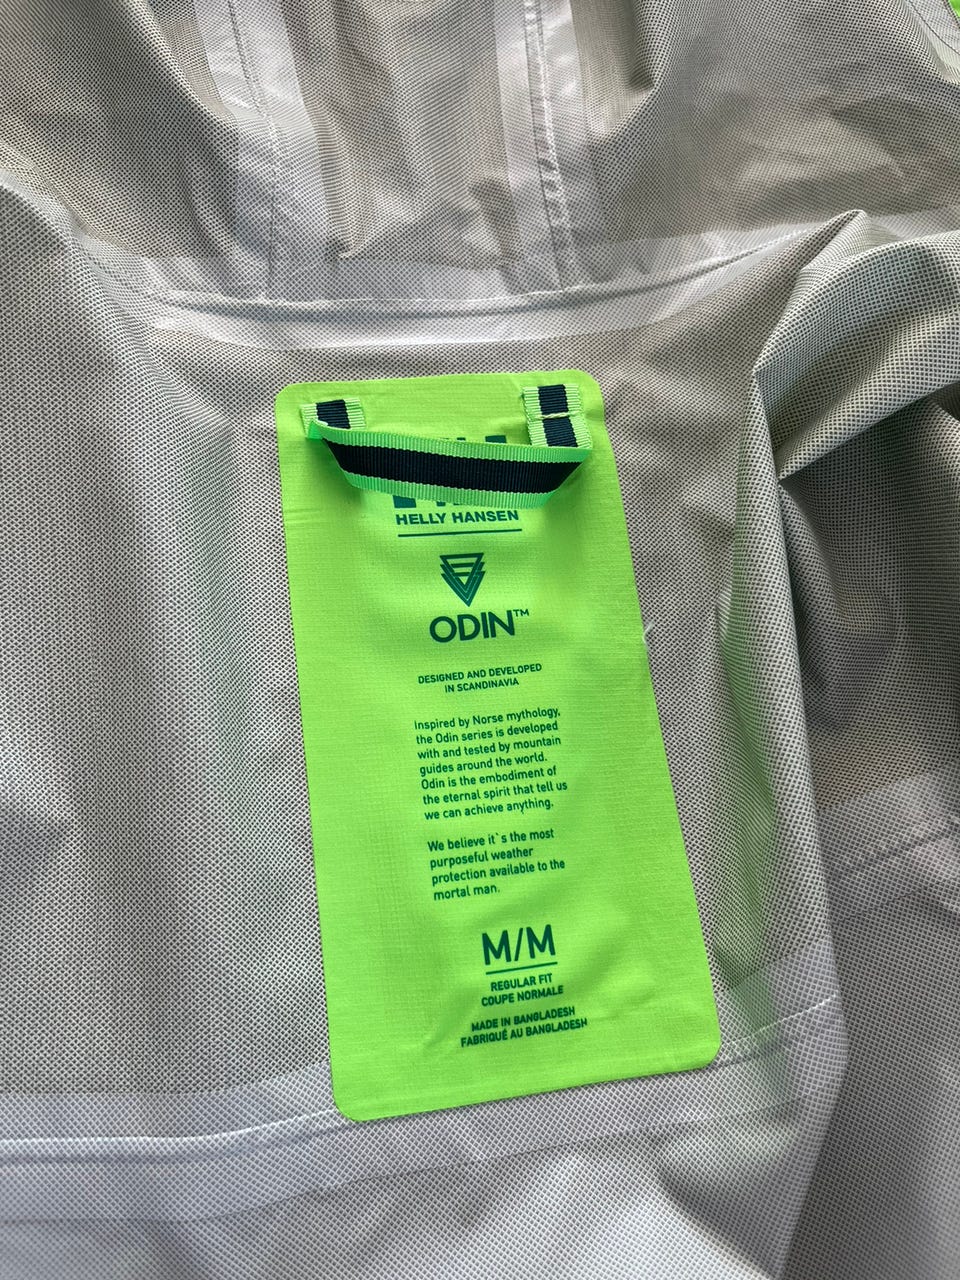 HELLY HANSEN
ODIN™
DESIGNED AND DEVELOPED
IN SCANDINAVIA
Inspired by Norse mythology,
the Odin series is developed
with and tested by mountain
guides around the world.
Odin is the embodiment of
the eternal spirit that tell us
we can achieve anything.
We believe it`s the most
purposeful weather
protection available to the
mortal man.
M/M
REGULAR FIT
COUPE NORMALE
MADE IN BANGLADESH
FABRIQUÉ AU BANGLADESH